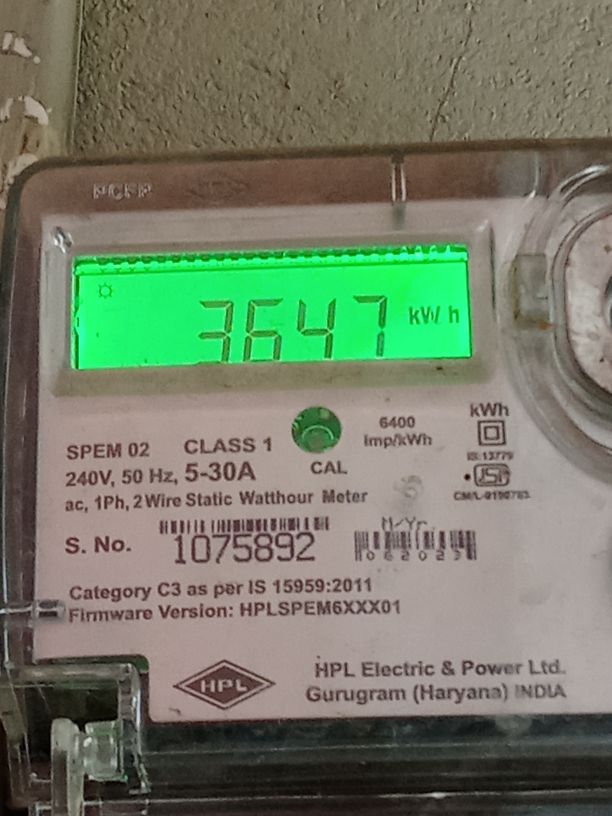 3647 kWh
6400
Imp/kWh
kWh
SPEM 02 CLASS 1
CAL
IS:13779
240V, 50 Hz, 5-30A
ac, 1Ph, 2 Wire Static Watthour Meter
M/Yr.
S. No. 1075892
062023
Category C3 as per IS 15959:2011
Firmware Version: HPLSPEM6XXX01
HPL
HPL Electric & Power Ltd.
Gurugram (Haryana) INDIA